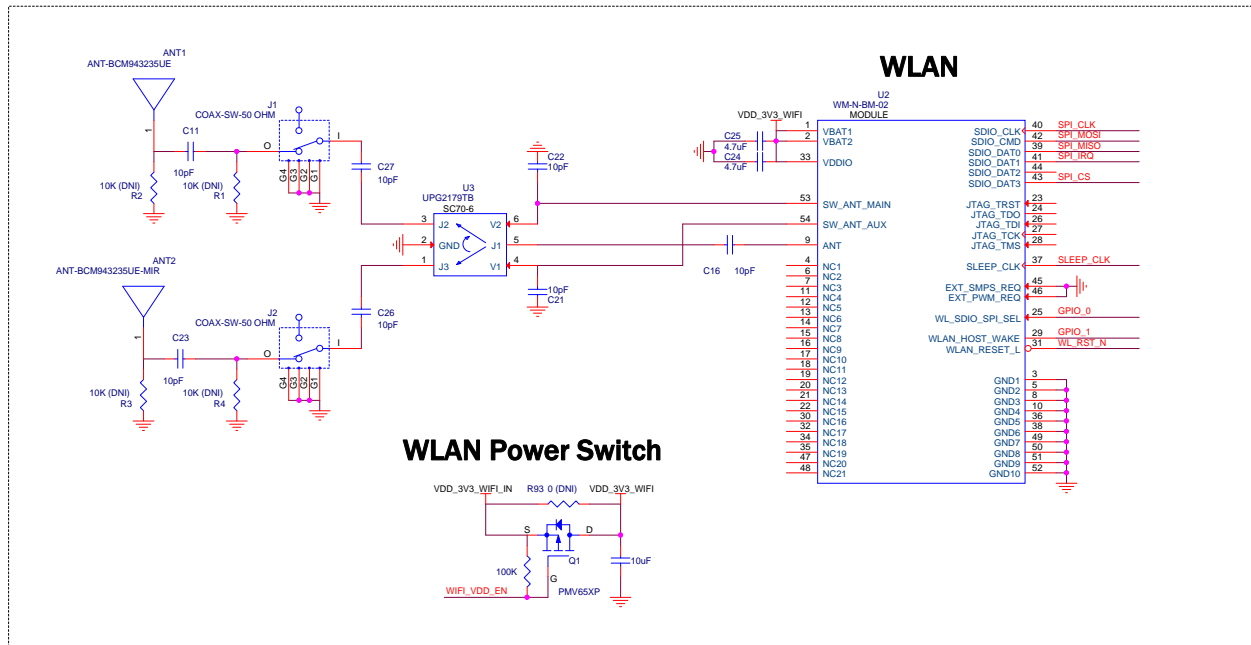 WLAN
ANT1
ANT-BCM943235UE
1
C11
10pF
10K (DNI)
R2
10K (DNI)
R1
J1
COAX-SW-50 OHM
O
I
G4
G3
G2
G1
C27
10pF
ANT2
ANT-BCM943235UE-MIR
1
C23
10pF
10K (DNI)
R3
10K (DNI)
R4
J2
COAX-SW-50 OHM
O
I
G4
G3
G2
G1
C26
10pF
U3
UPG2179TB
SC70-6
3 J2 V2 6
2 GND J1 5
1 J3 V1 4
C22
10pF
10pF
C21
C16 10pF
VDD_3V3_WIFI
C25
4.7uF
C24
4.7uF
U2
WM-N-BM-02
MODULE
1 VBAT1
2 VBAT2
33 VDDIO
53 SW_ANT_MAIN
54 SW_ANT_AUX
9 ANT
4 NC1
6 NC2
7 NC3
11 NC4
12 NC5
13 NC6
14 NC7
15 NC8
16 NC9
17 NC10
18 NC11
19 NC12
20 NC13
21 NC14
22 NC15
30 NC16
32 NC17
34 NC18
35 NC19
47 NC20
48 NC21
SDIO_CLK 40 SPI_CLK
SDIO_CMD 42 SPI_MOSI
SDIO_DAT0 39 SPI_MISO
SDIO_DAT1 41 SPI_IRQ
SDIO_DAT2 44
SDIO_DAT3 43 SPI_CS
JTAG_TRST 23
JTAG_TDO 24
JTAG_TDI 26
JTAG_TCK 27
JTAG_TMS 28
SLEEP_CLK 37 SLEEP_CLK
EXT_SMPS_REQ 45
EXT_PWM_REQ 46
WL_SDIO_SPI_SEL 25 GPIO_0
WLAN_HOST_WAKE 29 GPIO_1
WLAN_RESET_L 31 WL_RST_N
GND1 3
GND2 5
GND3 8
GND4 10
GND5 36
GND6 38
GND7 49
GND8 50
GND9 51
GND10 52
WLAN Power Switch
VDD_3V3_WIFI_IN
R93 0 (DNI)
VDD_3V3_WIFI
S
D
Q1
100K
G
10uF
WIFI_VDD_EN
PMV65XP